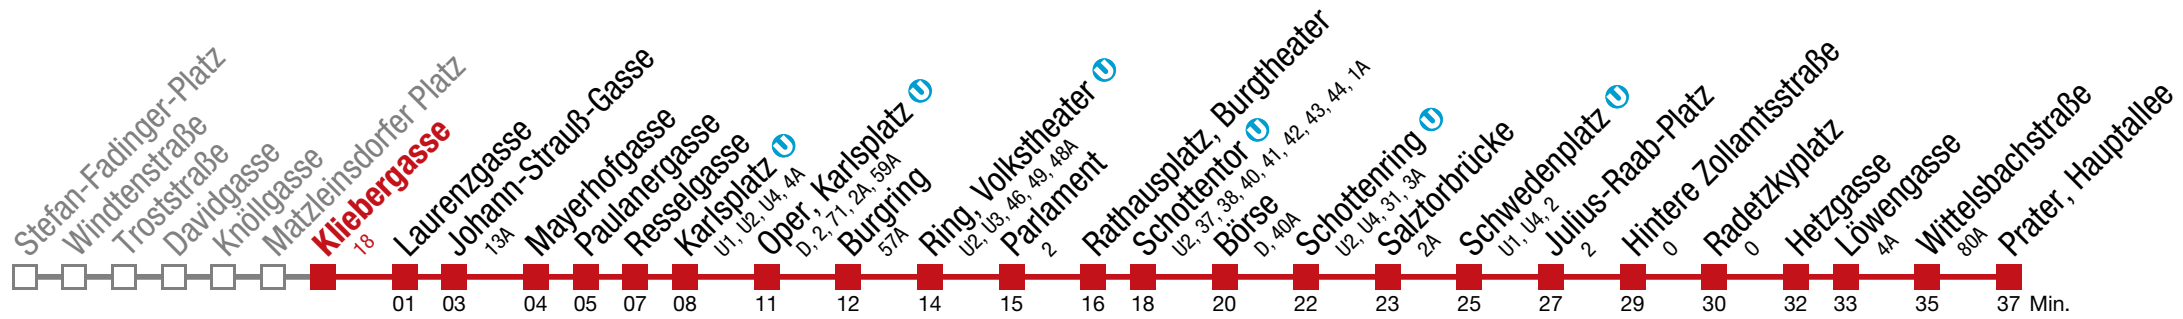 Stefan-Fadinger-Platz
Windtenstraße
Troststraße
Davidgasse
Knöllgasse
Matzleinsdorfer Platz
Kliebergasse
18
Laurenzgasse
Johann-Strauß-Gasse
13A
Mayerhofgasse
Paulanergasse
Resselgasse
Karlsplatz U
U1, U2, U4, 4A
Oper, Karlsplatz U
D, 2, 71, 2A, 59A
Burgring
57A
Ring, Volkstheater U
U2, U3, 46, 49, 48A
Parlament
2
Rathausplatz, Burgtheater
Schottentor U
U2, 37, 38, 40, 41, 42, 43, 44, 1A
Börse
D, 40A
Schottenring U
U2, U4, 31, 3A
Salztorbrücke
2A
Schwedenplatz U
U1, U4, 2
Julius-Raab-Platz
2
Hintere Zollamtsstraße
O
Radetzkyplatz
O
Hetzgasse
Löwengasse
4A
Wittelsbachstraße
80A
Prater, Hauptallee
01 03 04 05 07 08 11 12 14 15 16 18 20 22 23 25 27 29 30 32 33 35 37 Min.